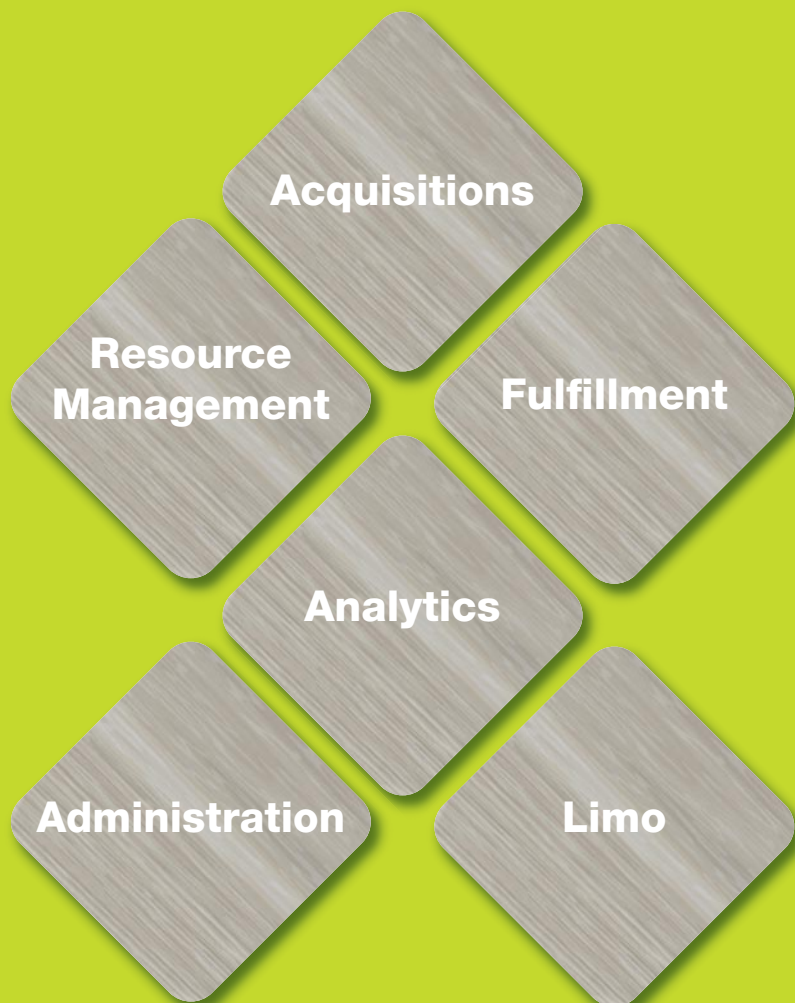 Acquisitions
Resource
Management
Fulfillment
Analytics
Administration
Limo